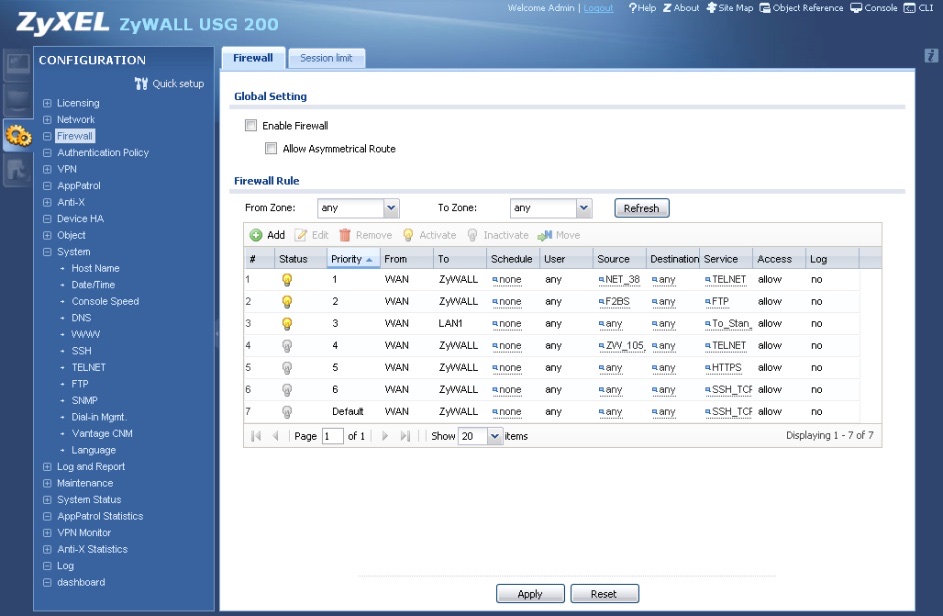 ZyXEL ZyWALL USG 200
Welcome Admin | Logout ?Help Z About Site Map Object Reference Console CLI
CONFIGURATION
Quick setup
Licensing
Network
Firewall
Authentication Policy
VPN
AppPatrol
Anti-X
Device HA
Object
System
Host Name
Date/Time
Console Speed
DNS
WWW
SSH
TELNET
FTP
SNMP
Dial-in Mgmt.
Vantage CNM
Language
Log and Report
Maintenance
System Status
AppPatrol Statistics
VPN Monitor
Anti-X Statistics
Log
dashboard
Firewall Session limit
Global Setting
Enable Firewall
Allow Asymmetrical Route
Firewall Rule
From Zone: any To Zone: any Refresh
Add Edit Remove Activate Inactivate Move
# Status Priority From To Schedule User Source Destination Service Access Log
1 1 WAN ZyWALL none any NET_38 any TELNET allow no
2 2 WAN ZyWALL none any F2BS any FTP allow no
3 3 WAN LAN1 none any any any To_Stan_ allow no
4 4 WAN ZyWALL none any ZW_105_ any TELNET allow no
5 5 WAN ZyWALL none any any any HTTPS allow no
6 6 WAN ZyWALL none any any any SSH_TCP allow no
7 Default WAN ZyWALL none any any any SSH_TCP allow no
Page 1 of 1 Show 20 items Displaying 1 - 7 of 7
Apply Reset